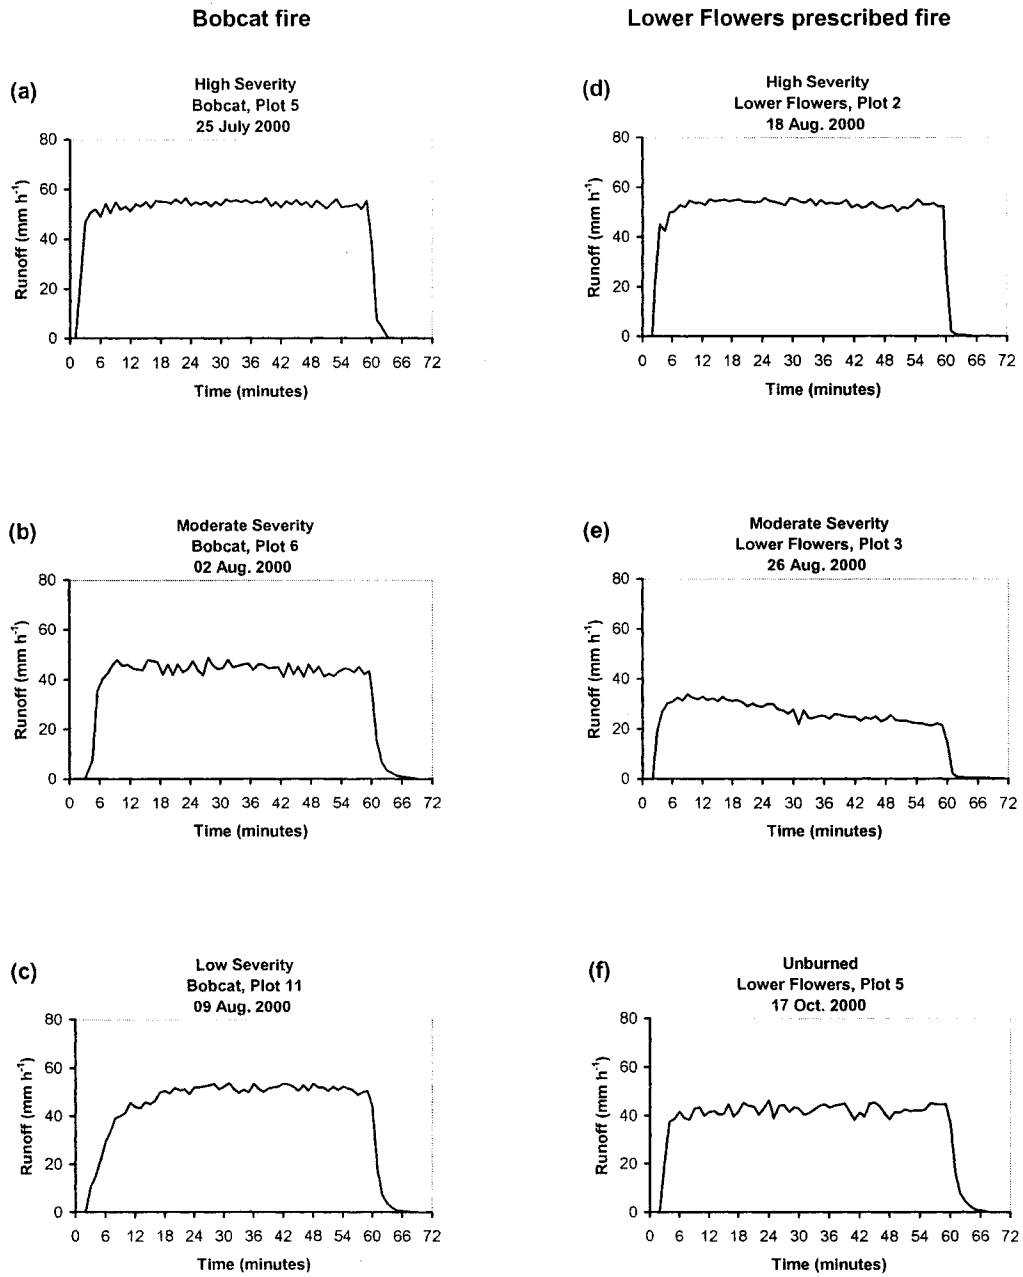 Bobcat fire
Lower Flowers prescribed fire
(a)
High Severity
Bobcat, Plot 5
25 July 2000
80
60
40
20
0
Runoff (mm h⁻¹)
0 6 12 18 24 30 36 42 48 54 60 66 72
Time (minutes)
(d)
High Severity
Lower Flowers, Plot 2
18 Aug. 2000
80
60
40
20
0
Runoff (mm h⁻¹)
0 6 12 18 24 30 36 42 48 54 60 66 72
Time (minutes)
(b)
Moderate Severity
Bobcat, Plot 6
02 Aug. 2000
80
60
40
20
0
Runoff (mm h⁻¹)
0 6 12 18 24 30 36 42 48 54 60 66 72
Time (minutes)
(e)
Moderate Severity
Lower Flowers, Plot 3
26 Aug. 2000
80
60
40
20
0
Runoff (mm h⁻¹)
0 6 12 18 24 30 36 42 48 54 60 66 72
Time (minutes)
(c)
Low Severity
Bobcat, Plot 11
09 Aug. 2000
80
60
40
20
0
Runoff (mm h⁻¹)
0 6 12 18 24 30 36 42 48 54 60 66 72
Time (minutes)
(f)
Unburned
Lower Flowers, Plot 5
17 Oct. 2000
80
60
40
20
0
Runoff (mm h⁻¹)
0 6 12 18 24 30 36 42 48 54 60 66 72
Time (minutes)